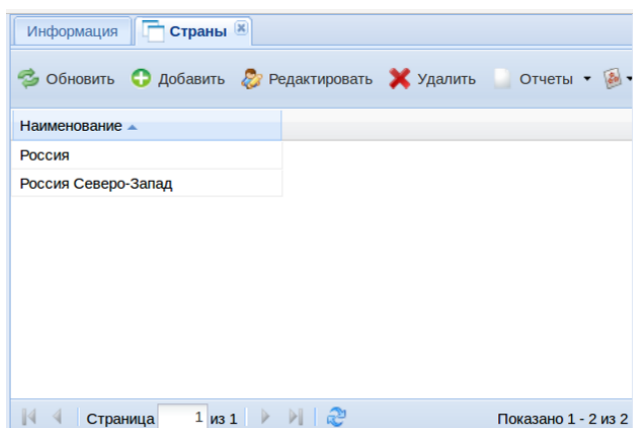 Информация Страны
Обновить Добавить Редактировать Удалить Отчеты
Наименование
Россия
Россия Северо-Запад
Страница 1 из 1 Показано 1 - 2 из 2